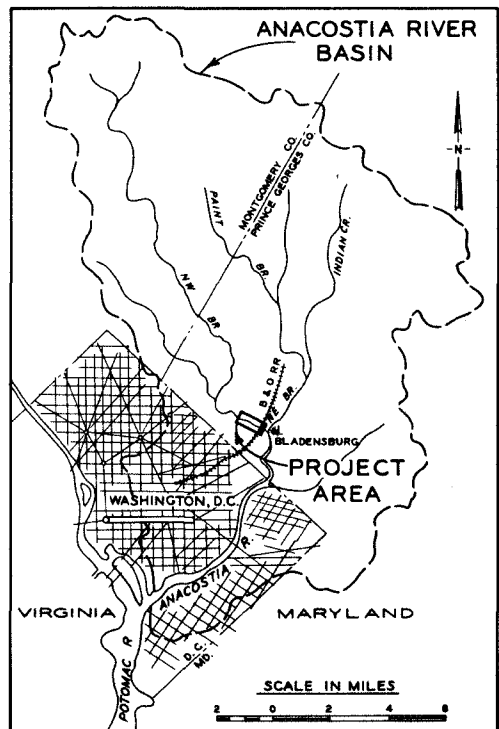 ANACOSTIA RIVER
BASIN
N
MONTGOMERY CO.
PRINCE GEORGES CO.
PAINT
BR.
INDIAN CR.
NW
BR.
B & O RR.
NE BR.
BLADENSBURG
PROJECT
AREA
WASHINGTON, D.C.
ANACOSTIA R.
VIRGINIA
MARYLAND
D.C.
MD.
POTOMAC R
SCALE IN MILES
2 0 2 4 6 8